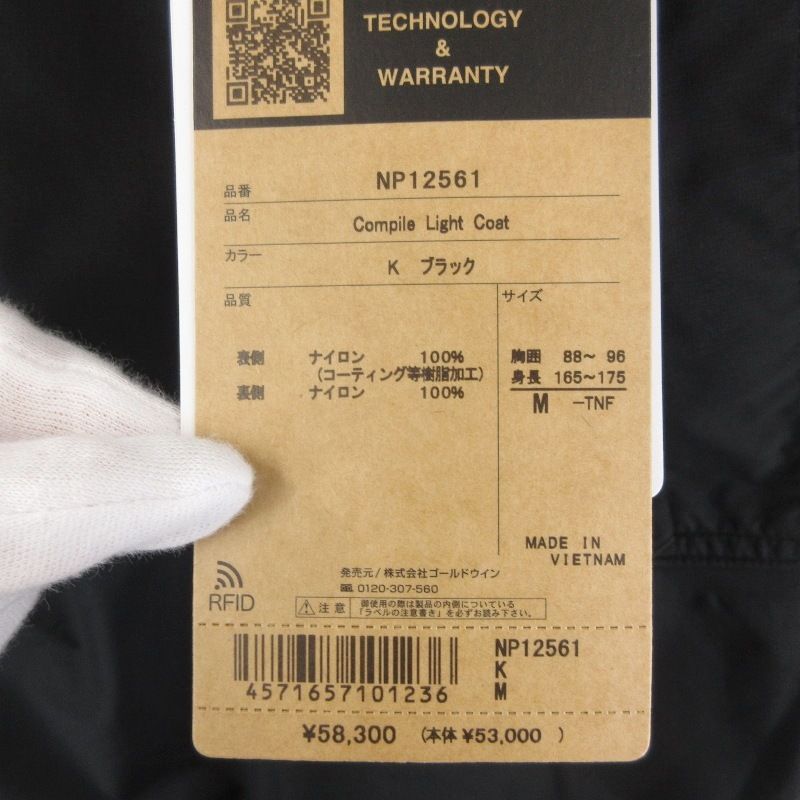 TECHNOLOGY
&
WARRANTY
品番 NP12561
品名 Compile Light Coat
カラー K ブラック
品質
表側 ナイロン 100%
(コーティング等樹脂加工)
裏側 ナイロン 100%
サイズ
胸囲 88~ 96
身長 165~175
M -TNF
MADE IN
VIETNAM
RFID
発売元/株式会社ゴールドウイン
0120-307-560
注意
御使用の際は製品の内側についている
「ラベルの注意書き」を必ずお読み下さい。
4571657101236
NP12561
K
M
¥58,300 (本体 ¥53,000 )